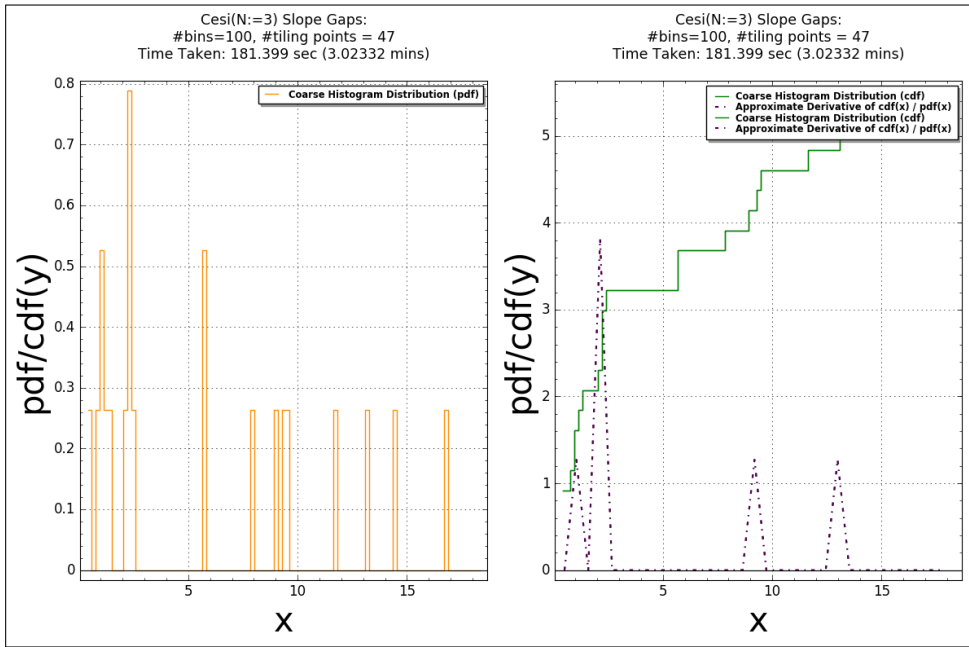 Cesi(N:=3) Slope Gaps:
#bins=100, #tiling points = 47
Time Taken: 181.399 sec (3.02332 mins)
Coarse Histogram Distribution (pdf)
pdf/cdf(y)
0.8
0.7
0.6
0.5
0.4
0.3
0.2
0.1
0
5
10
15
x
Cesi(N:=3) Slope Gaps:
#bins=100, #tiling points = 47
Time Taken: 181.399 sec (3.02332 mins)
Coarse Histogram Distribution (cdf)
Approximate Derivative of cdf(x) / pdf(x)
Coarse Histogram Distribution (cdf)
Approximate Derivative of cdf(x) / pdf(x)
pdf/cdf(y)
5
4
3
2
1
0
5
10
15
x